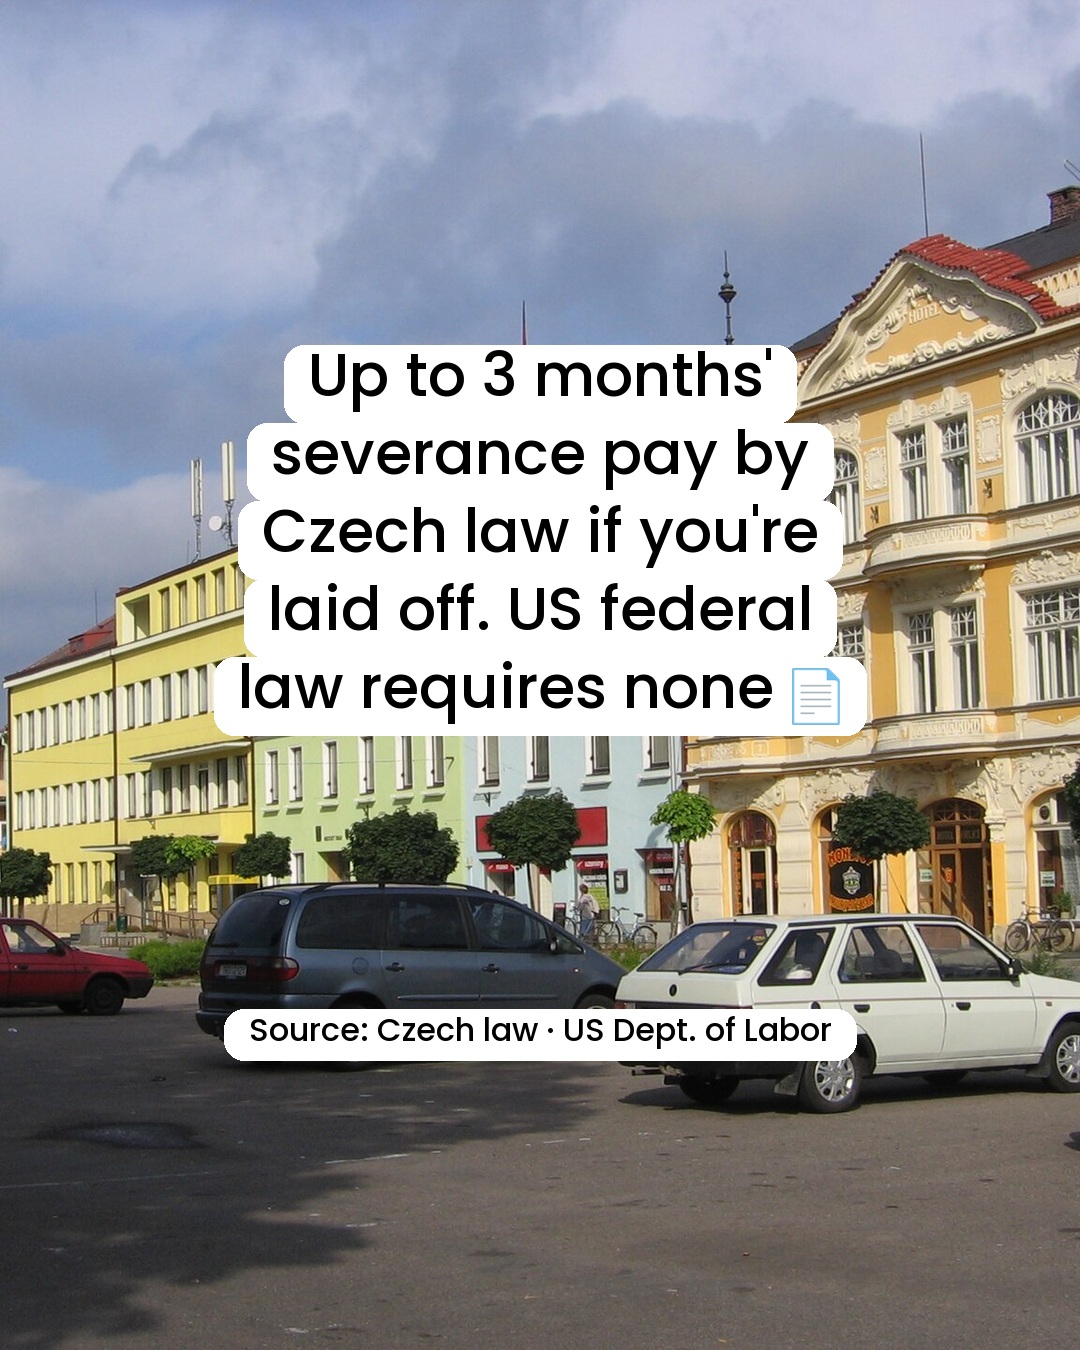 HOTEL
Up to 3 months'
severance pay by
Czech law if you're
laid off. US federal
law requires none 📄
Source: Czech law · US Dept. of Labor